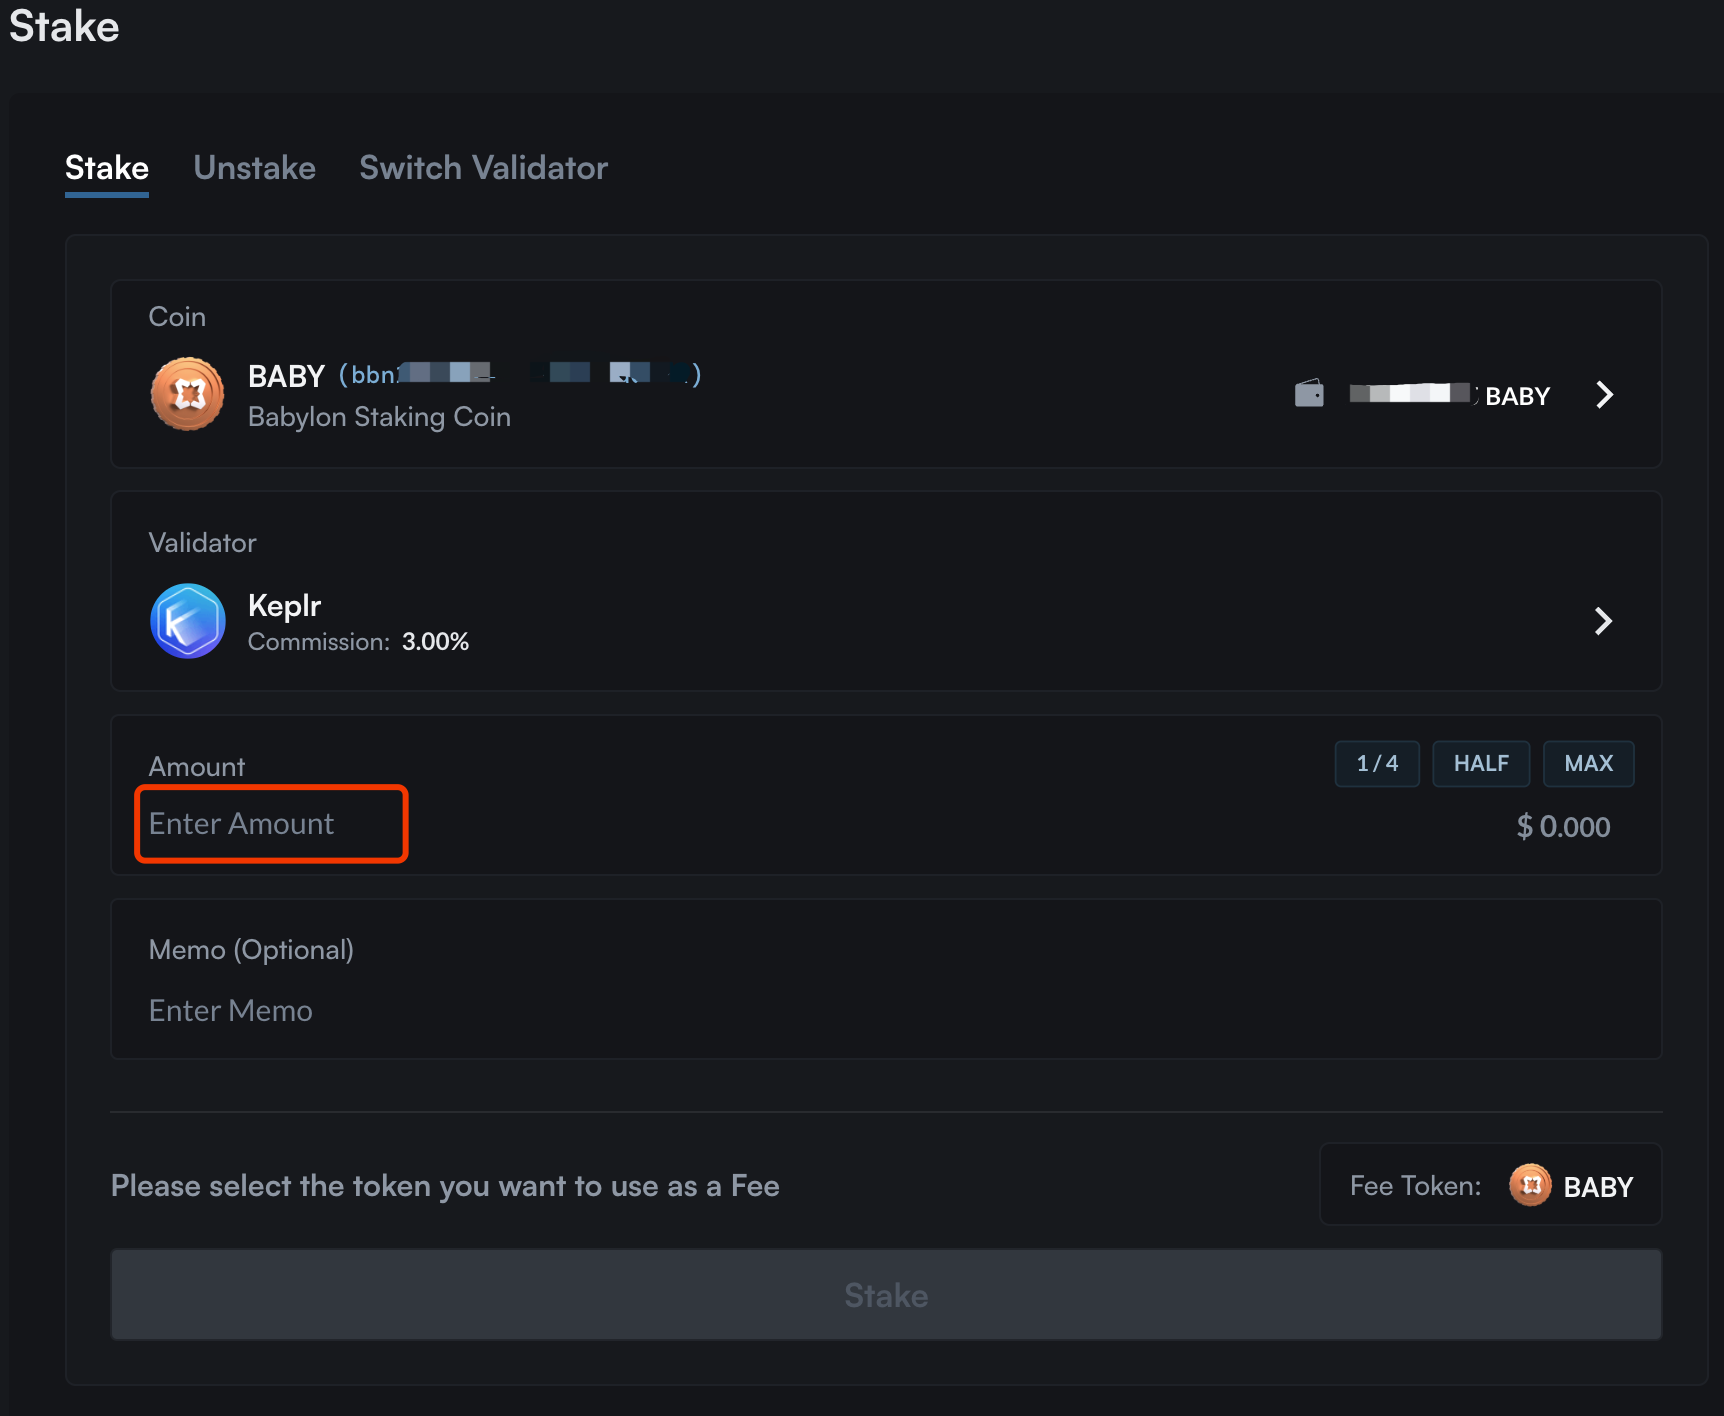 Stake
Stake Unstake Switch Validator
Coin
BABY (bbn )
Babylon Staking Coin
BABY
Validator
Keplr
Commission: 3.00%
Amount
1/4 HALF MAX
Enter Amount
$ 0.000
Memo (Optional)
Enter Memo
Please select the token you want to use as a Fee
Fee Token: BABY
Stake